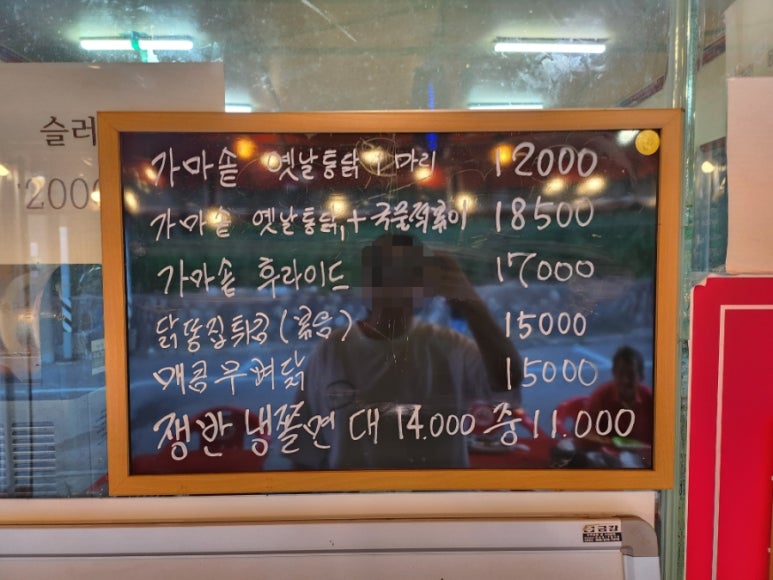 슬러
2000
가마솥 옛날통닭 1마리 12000
가마솥 옛날통닭 + 국물떡볶이 18500
가마솥 후라이드 17000
닭똥집튀김(볶음) 15000
매콤무뼈닭 15000
쟁반냉쫄면 대 14.000 중 11.000